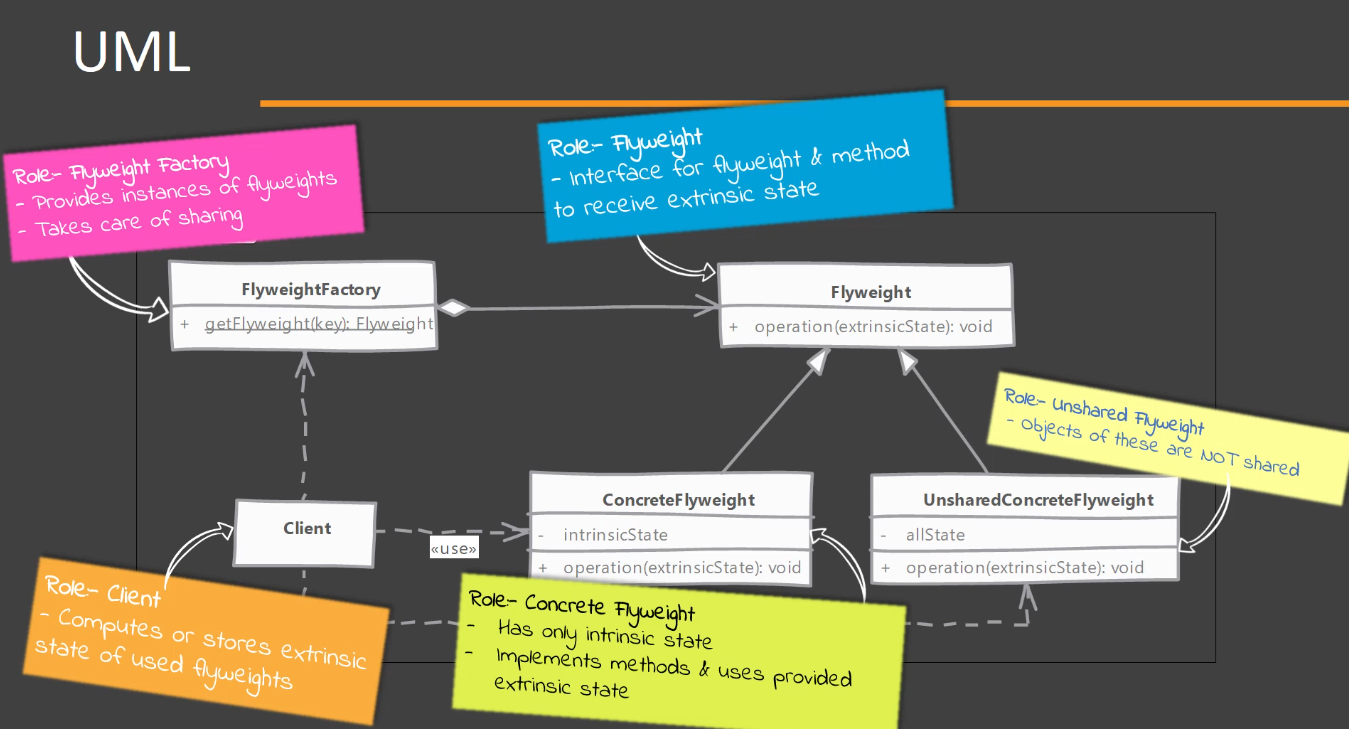 UML
Role:- Flyweight Factory
- Provides instances of flyweights
- Takes care of sharing
Role:- Flyweight
- Interface for flyweight & method
to receive extrinsic state
FlyweightFactory
+ getFlyweight(key): Flyweight
Flyweight
+ operation(extrinsicState): void
Role:- Unshared Flyweight
- Objects of these are NOT shared
Client
«use»
ConcreteFlyweight
- intrinsicState
+ operation(extrinsicState): void
UnsharedConcreteFlyweight
- allState
+ operation(extrinsicState): void
Role:- Client
- Computes or stores extrinsic
state of used flyweights
Role:- Concrete Flyweight
- Has only intrinsic state
- Implements methods & uses provided
extrinsic state